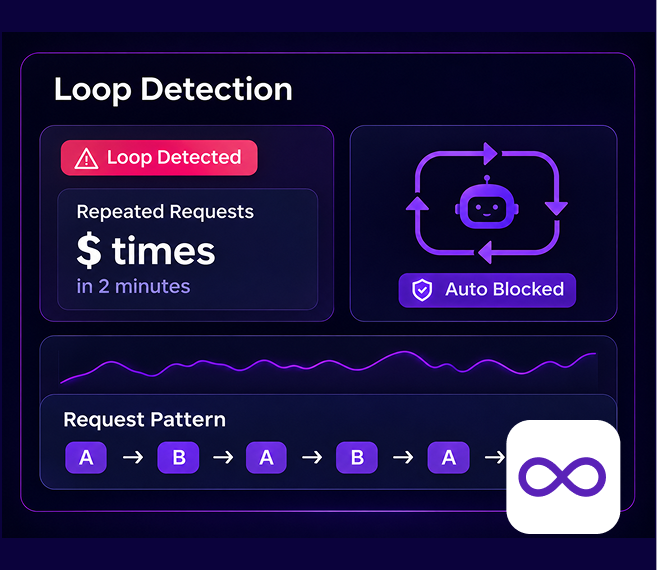 Loop Detection
Loop Detected
Repeated Requests
$ times
in 2 minutes
Auto Blocked
Request Pattern
A → B → A → B → A →